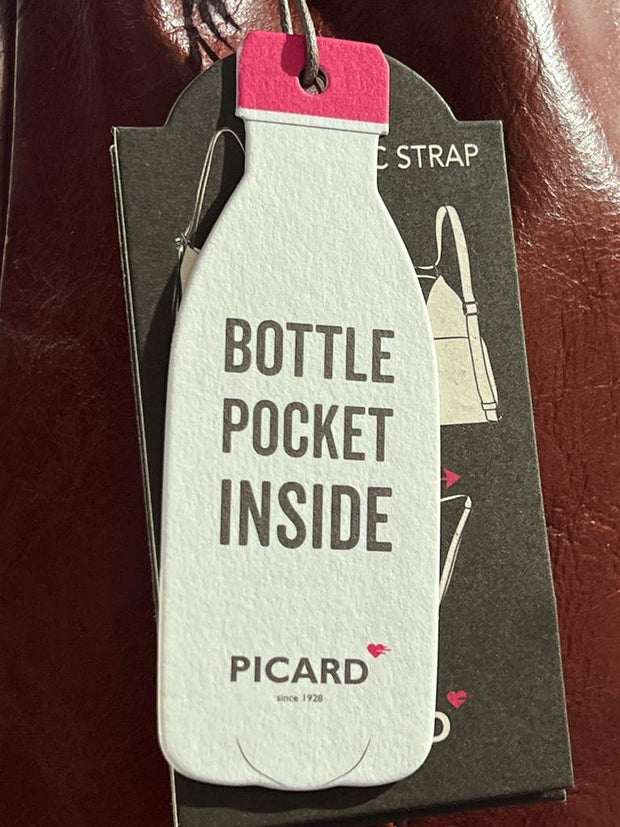 C STRAP
BOTTLE
POCKET
INSIDE
PICARD
since 1928
D